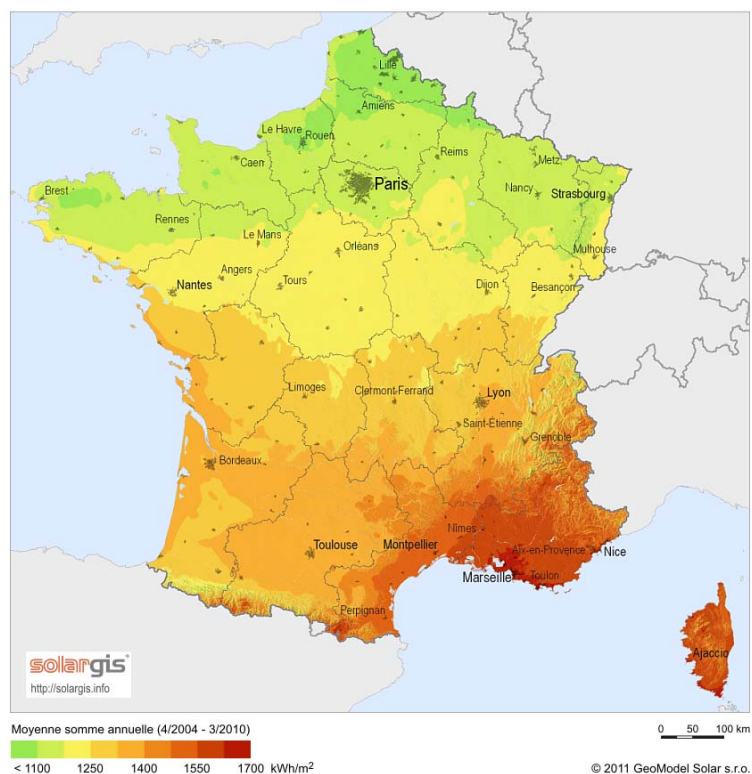 Lille
Amiens
Le Havre
Rouen
Caen
Reims
Metz
Paris
Nancy
Strasbourg
Brest
Rennes
Le Mans
Orléans
Mulhouse
Angers
Nantes
Tours
Dijon
Besançon
Limoges
Clermont-Ferrand
Lyon
Saint-Étienne
Grenoble
Bordeaux
Nîmes
Toulouse
Montpellier
Aix-en-Provence
Nice
Marseille
Toulon
Perpignan
Ajaccio
solargis
http://solargis.info
Moyenne somme annuelle (4/2004 - 3/2010)
0 50 100 km
< 1100 1250 1400 1550 1700 kWh/m²
© 2011 GeoModel Solar s.r.o.